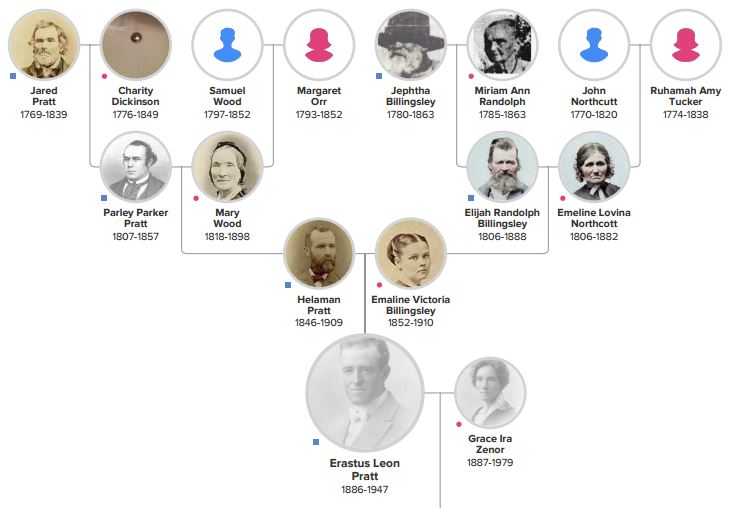 Jared
Pratt
1769-1839
Charity
Dickinson
1776-1849
Samuel
Wood
1797-1852
Margaret
Orr
1793-1852
Jephtha
Billingsley
1780-1863
Miriam Ann
Randolph
1785-1863
John
Northcutt
1770-1820
Ruhamah Amy
Tucker
1774-1838
Parley Parker
Pratt
1807-1857
Mary
Wood
1818-1898
Elijah Randolph
Billingsley
1806-1888
Emeline Lovina
Northcott
1806-1882
Helaman
Pratt
1846-1909
Emaline Victoria
Billingsley
1852-1910
Erastus Leon
Pratt
1886-1947
Grace Ira
Zenor
1887-1979